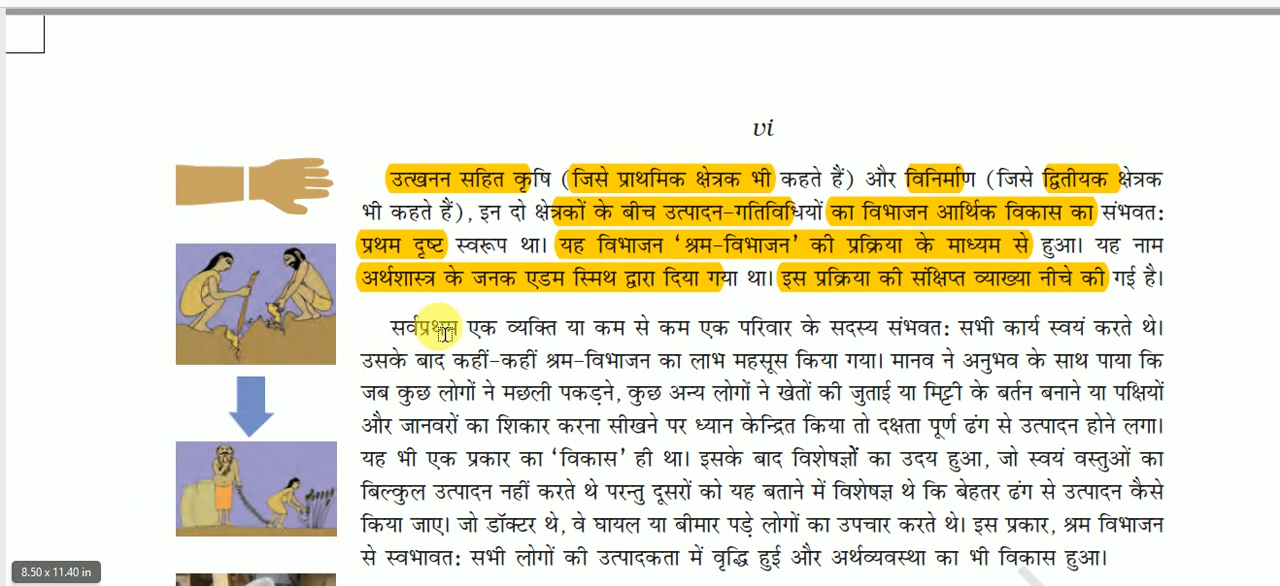 vi
उत्खनन सहित कृषि (जिसे प्राथमिक क्षेत्रक भी कहते हैं) और विनिर्माण (जिसे द्वितीयक क्षेत्रक
भी कहते हैं), इन दो क्षेत्रकों के बीच उत्पादन-गतिविधियों का विभाजन आर्थिक विकास का संभवत:
प्रथम दृष्ट स्वरूप था। यह विभाजन ‘श्रम-विभाजन’ की प्रक्रिया के माध्यम से हुआ। यह नाम
अर्थशास्त्र के जनक एडम स्मिथ द्वारा दिया गया था। इस प्रक्रिया की संक्षिप्त व्याख्या नीचे की गई है।
सर्वप्रथम एक व्यक्ति या कम से कम एक परिवार के सदस्य संभवत: सभी कार्य स्वयं करते थे।
उसके बाद कहीं-कहीं श्रम-विभाजन का लाभ महसूस किया गया। मानव ने अनुभव के साथ पाया कि
जब कुछ लोगों ने मछली पकड़ने, कुछ अन्य लोगों ने खेतों की जुताई या मिट्टी के बर्तन बनाने या पक्षियों
और जानवरों का शिकार करना सीखने पर ध्यान केन्द्रित किया तो दक्षता पूर्ण ढंग से उत्पादन होने लगा।
यह भी एक प्रकार का ‘विकास’ ही था। इसके बाद विशेषज्ञों का उदय हुआ, जो स्वयं वस्तुओं का
बिल्कुल उत्पादन नहीं करते थे परन्तु दूसरों को यह बताने में विशेषज्ञ थे कि बेहतर ढंग से उत्पादन कैसे
किया जाए। जो डॉक्टर थे, वे घायल या बीमार पड़े लोगों का उपचार करते थे। इस प्रकार, श्रम विभाजन
से स्वभावत: सभी लोगों की उत्पादकता में वृद्धि हुई और अर्थव्यवस्था का भी विकास हुआ।
8.50 x 11.40 in